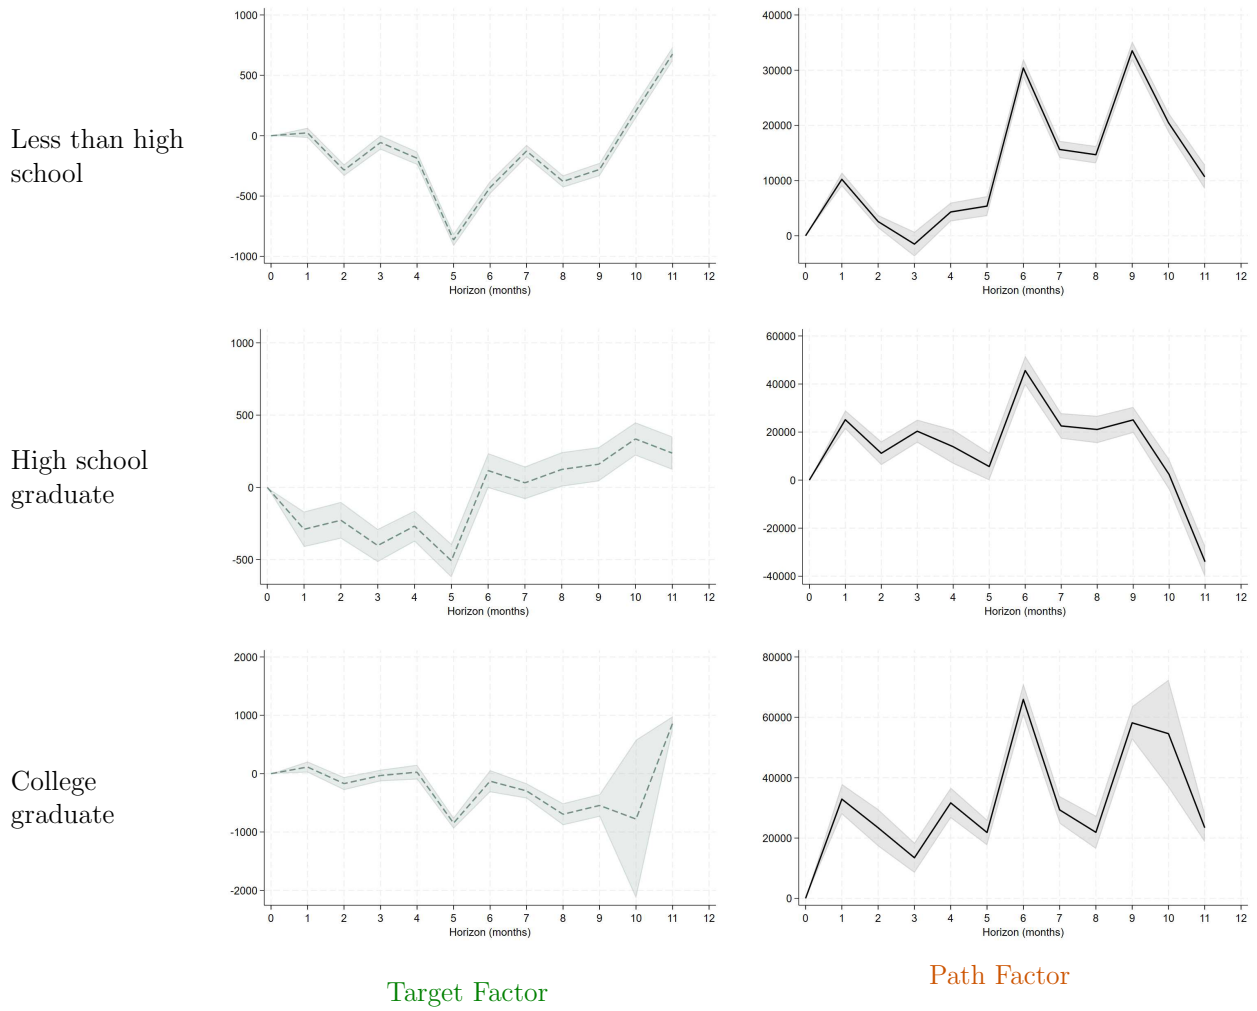 1000
500
0
-500
-1000
0 1 2 3 4 5 6 7 8 9 10 11 12
Horizon (months)
40000
30000
20000
10000
0
0 1 2 3 4 5 6 7 8 9 10 11 12
Horizon (months)
Less than high
school
1000
500
0
-500
0 1 2 3 4 5 6 7 8 9 10 11 12
Horizon (months)
60000
40000
20000
0
-20000
-40000
0 1 2 3 4 5 6 7 8 9 10 11 12
Horizon (months)
High school
graduate
2000
1000
0
-1000
-2000
0 1 2 3 4 5 6 7 8 9 10 11 12
Horizon (months)
80000
60000
40000
20000
0
0 1 2 3 4 5 6 7 8 9 10 11 12
Horizon (months)
College
graduate
Target Factor
Path Factor